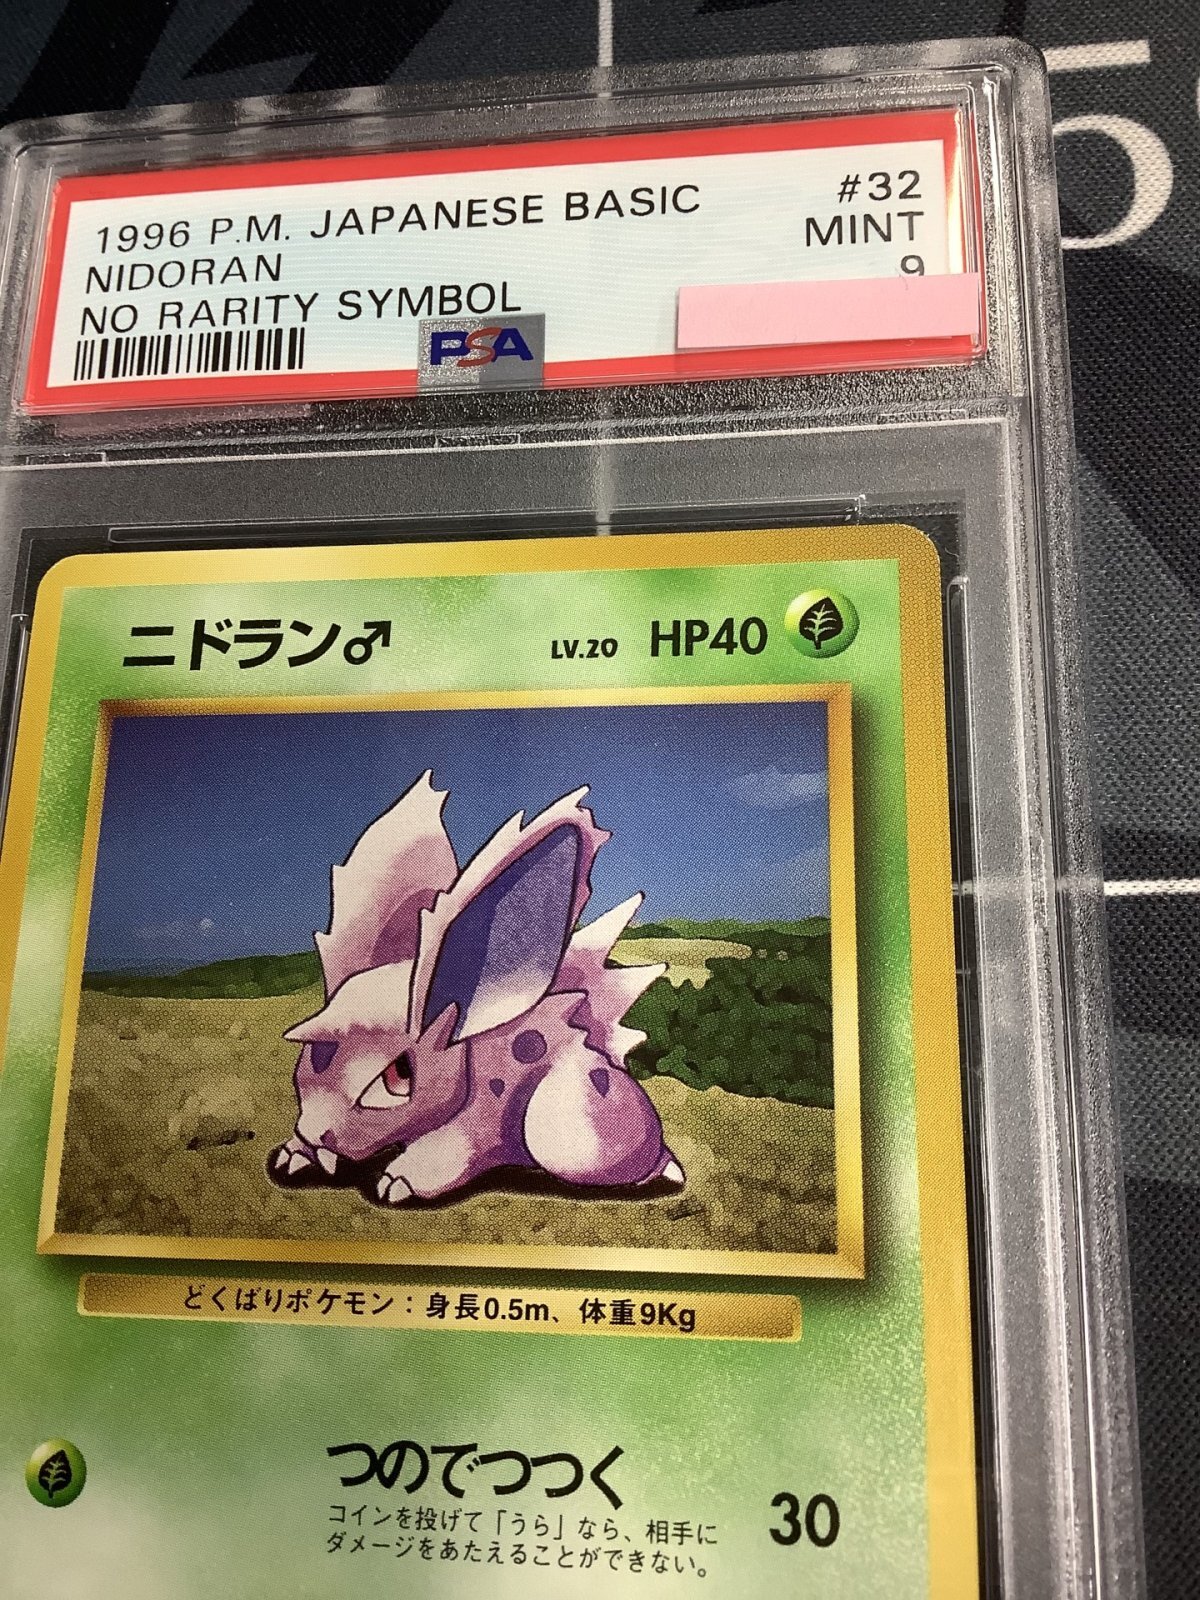 1996 P.M. JAPANESE BASIC #32
NIDORAN MINT
NO RARITY SYMBOL 9
PSA
ニドラン♂ LV.20 HP40
どくばりポケモン：身長0.5m、体重9Kg
つのでつつく 30
コインを投げて「うら」なら、相手に
ダメージをあたえることができない。
5